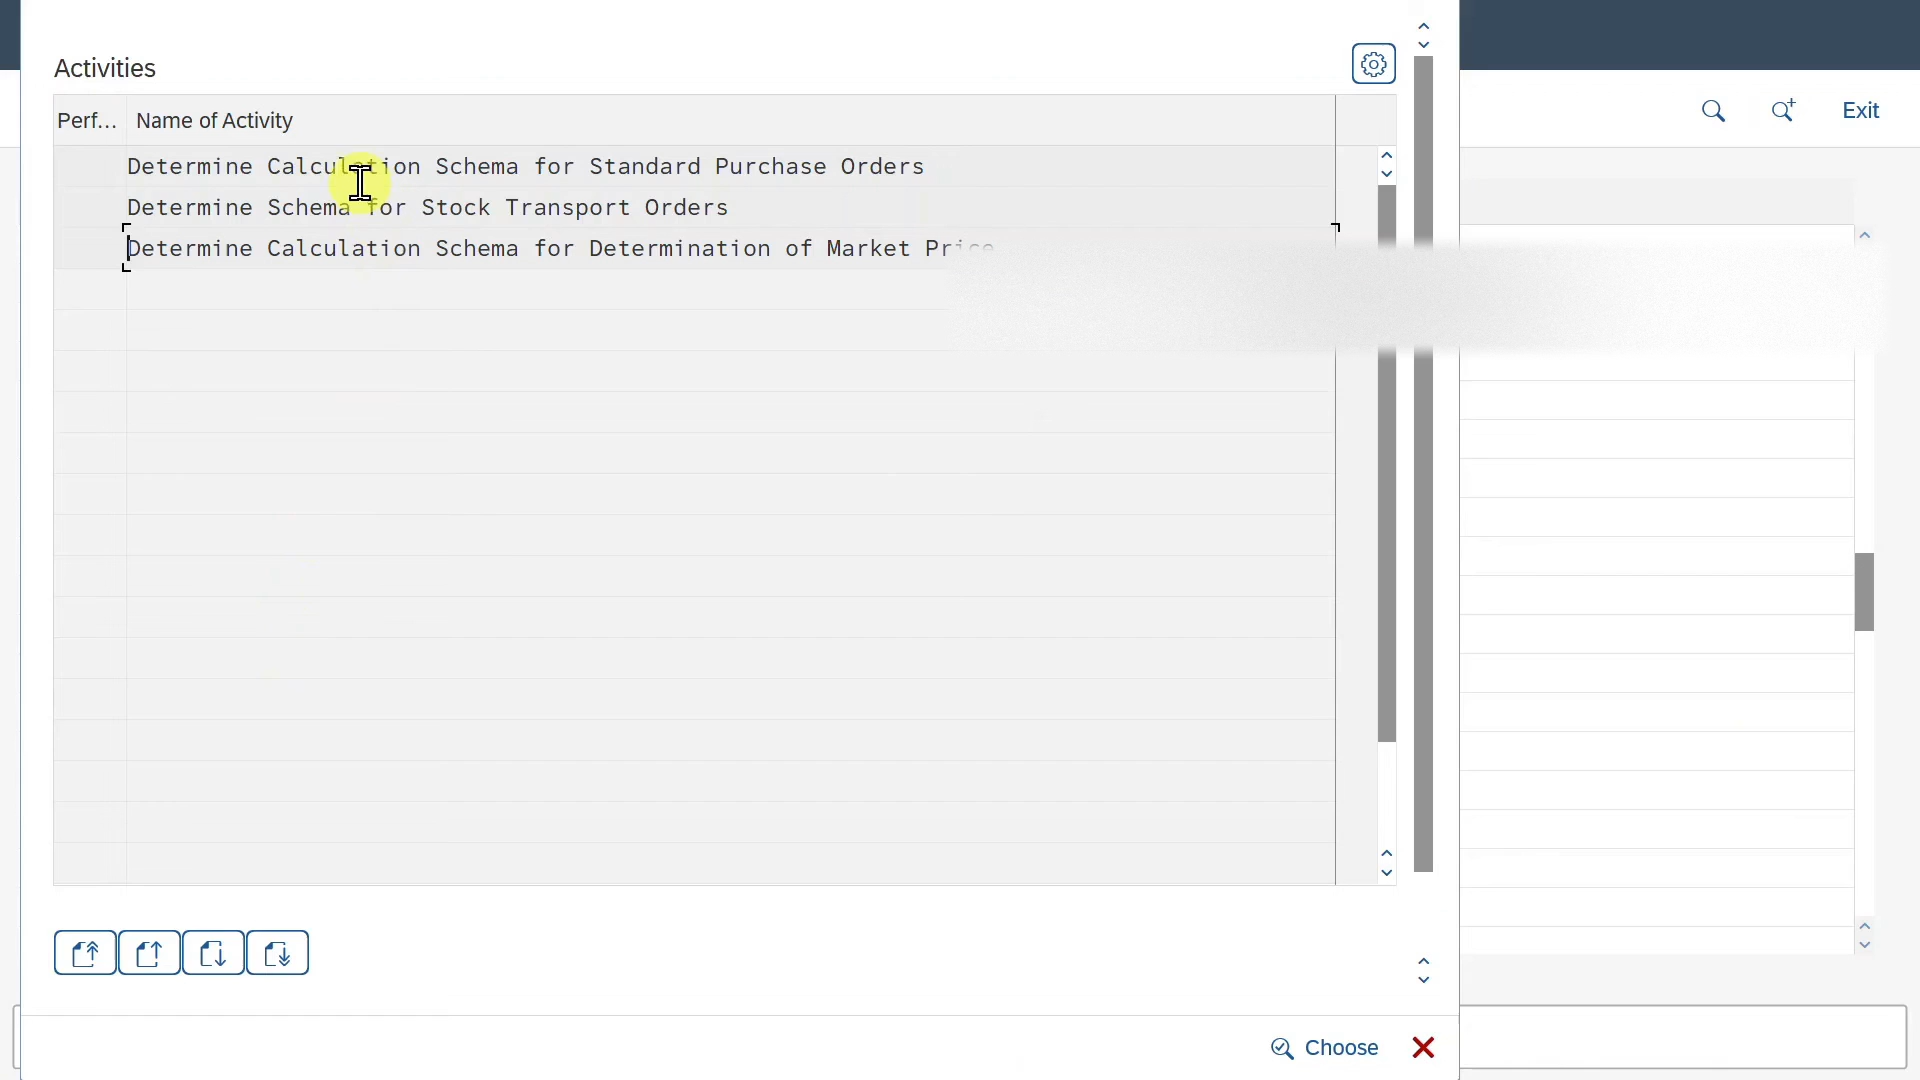 Activities
Perf... Name of Activity
Exit
Determine Calculation Schema for Standard Purchase Orders
Determine Schema for Stock Transport Orders
Determine Calculation Schema for Determination of Market Price
Choose